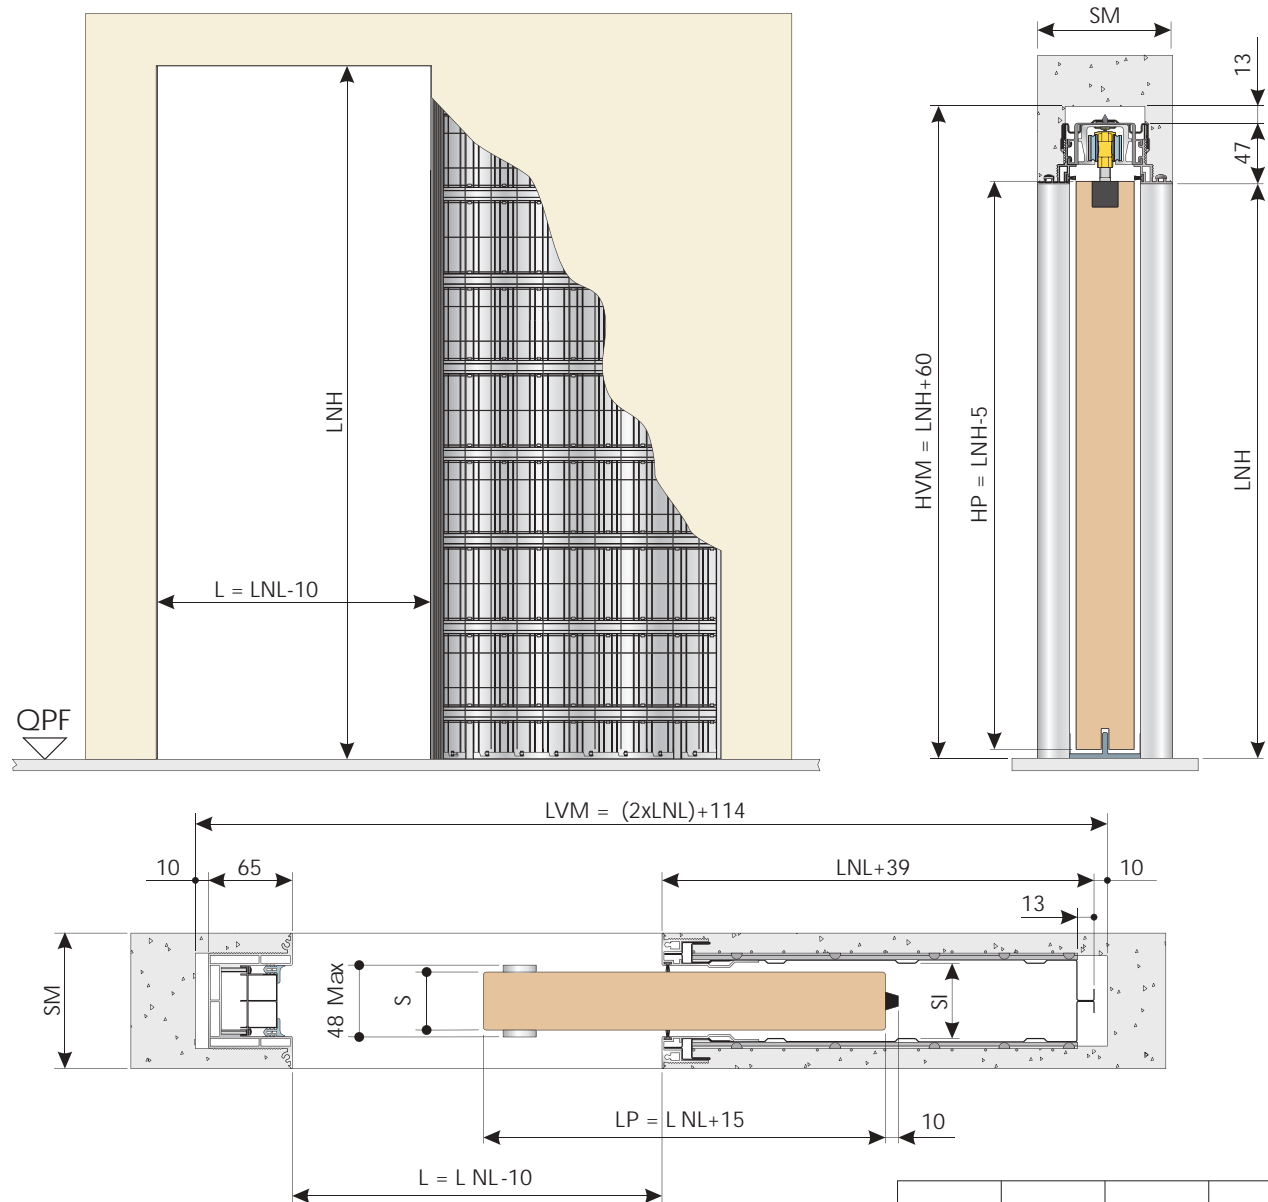 SM
13
47
LNH
HVM = LNH+60
HP = LNH-5
LNH
L = LNL-10
QPF
LVM = (2xLNL)+114
10
65
LNL+39
10
13
SM
48 Max
S
SI
LP = L NL+15
10
L = L NL-10